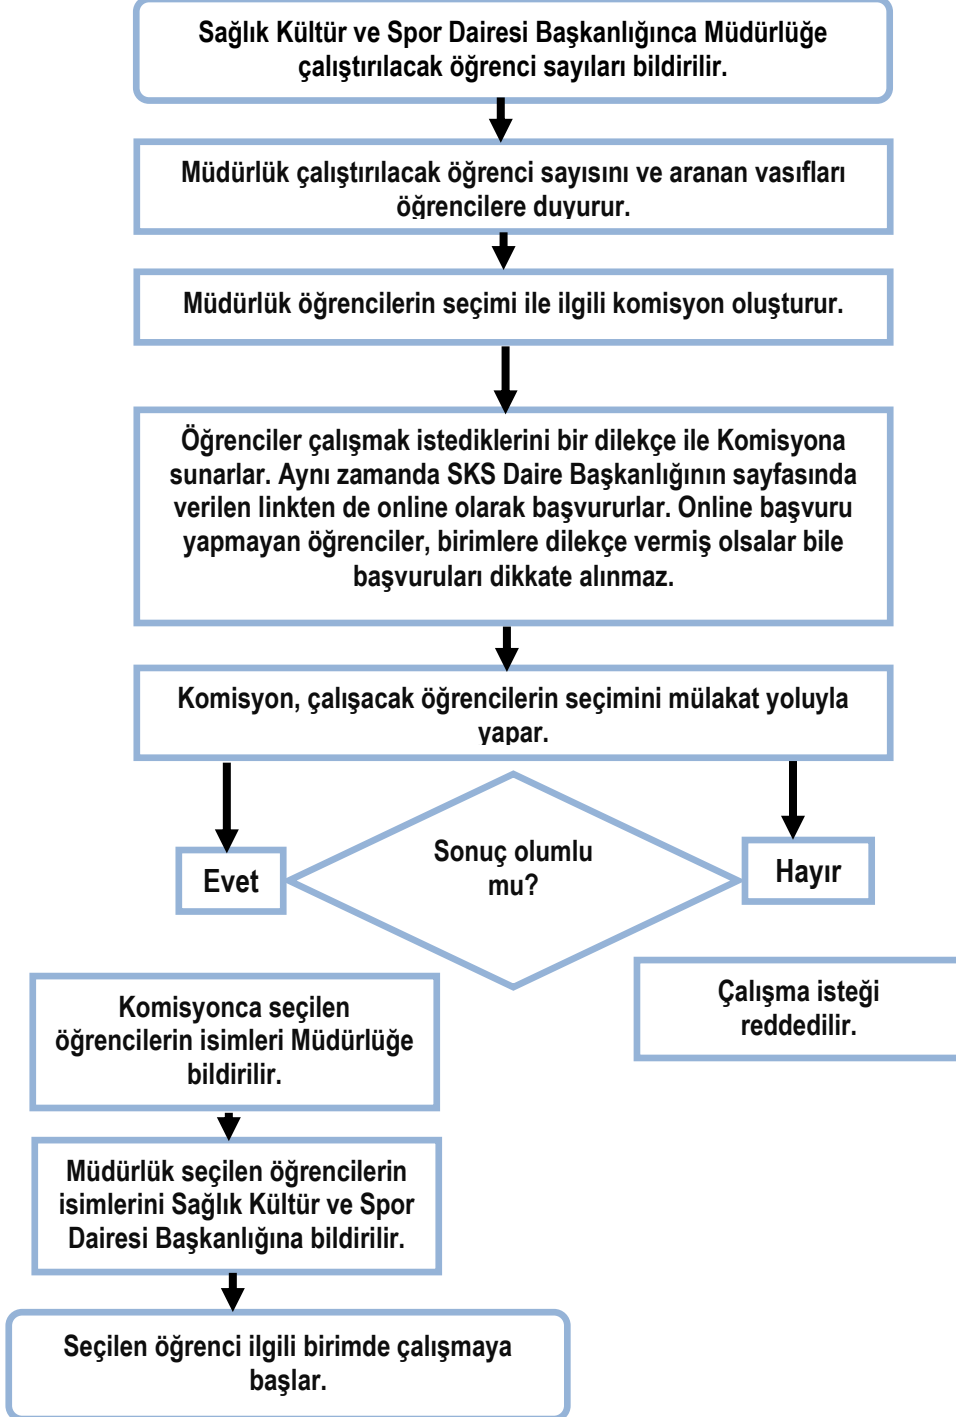 Sağlık Kültür ve Spor Dairesi Başkanlığınca Müdürlüğe
çalıştırılacak öğrenci sayıları bildirilir.
Müdürlük çalıştırılacak öğrenci sayısını ve aranan vasıfları
öğrencilere duyurur.
Müdürlük öğrencilerin seçimi ile ilgili komisyon oluşturur.
Öğrenciler çalışmak istediklerini bir dilekçe ile Komisyona
sunarlar. Aynı zamanda SKS Daire Başkanlığının sayfasında
verilen linkten de online olarak başvururlar. Online başvuru
yapmayan öğrenciler, birimlere dilekçe vermiş olsalar bile
başvuruları dikkate alınmaz.
Komisyon, çalışacak öğrencilerin seçimini mülakat yoluyla
yapar.
Sonuç olumlu
mu?
Evet
Hayır
Komisyonca seçilen
öğrencilerin isimleri Müdürlüğe
bildirilir.
Çalışma isteği
reddedilir.
Müdürlük seçilen öğrencilerin
isimlerini Sağlık Kültür ve Spor
Dairesi Başkanlığına bildirilir.
Seçilen öğrenci ilgili birimde çalışmaya
başlar.